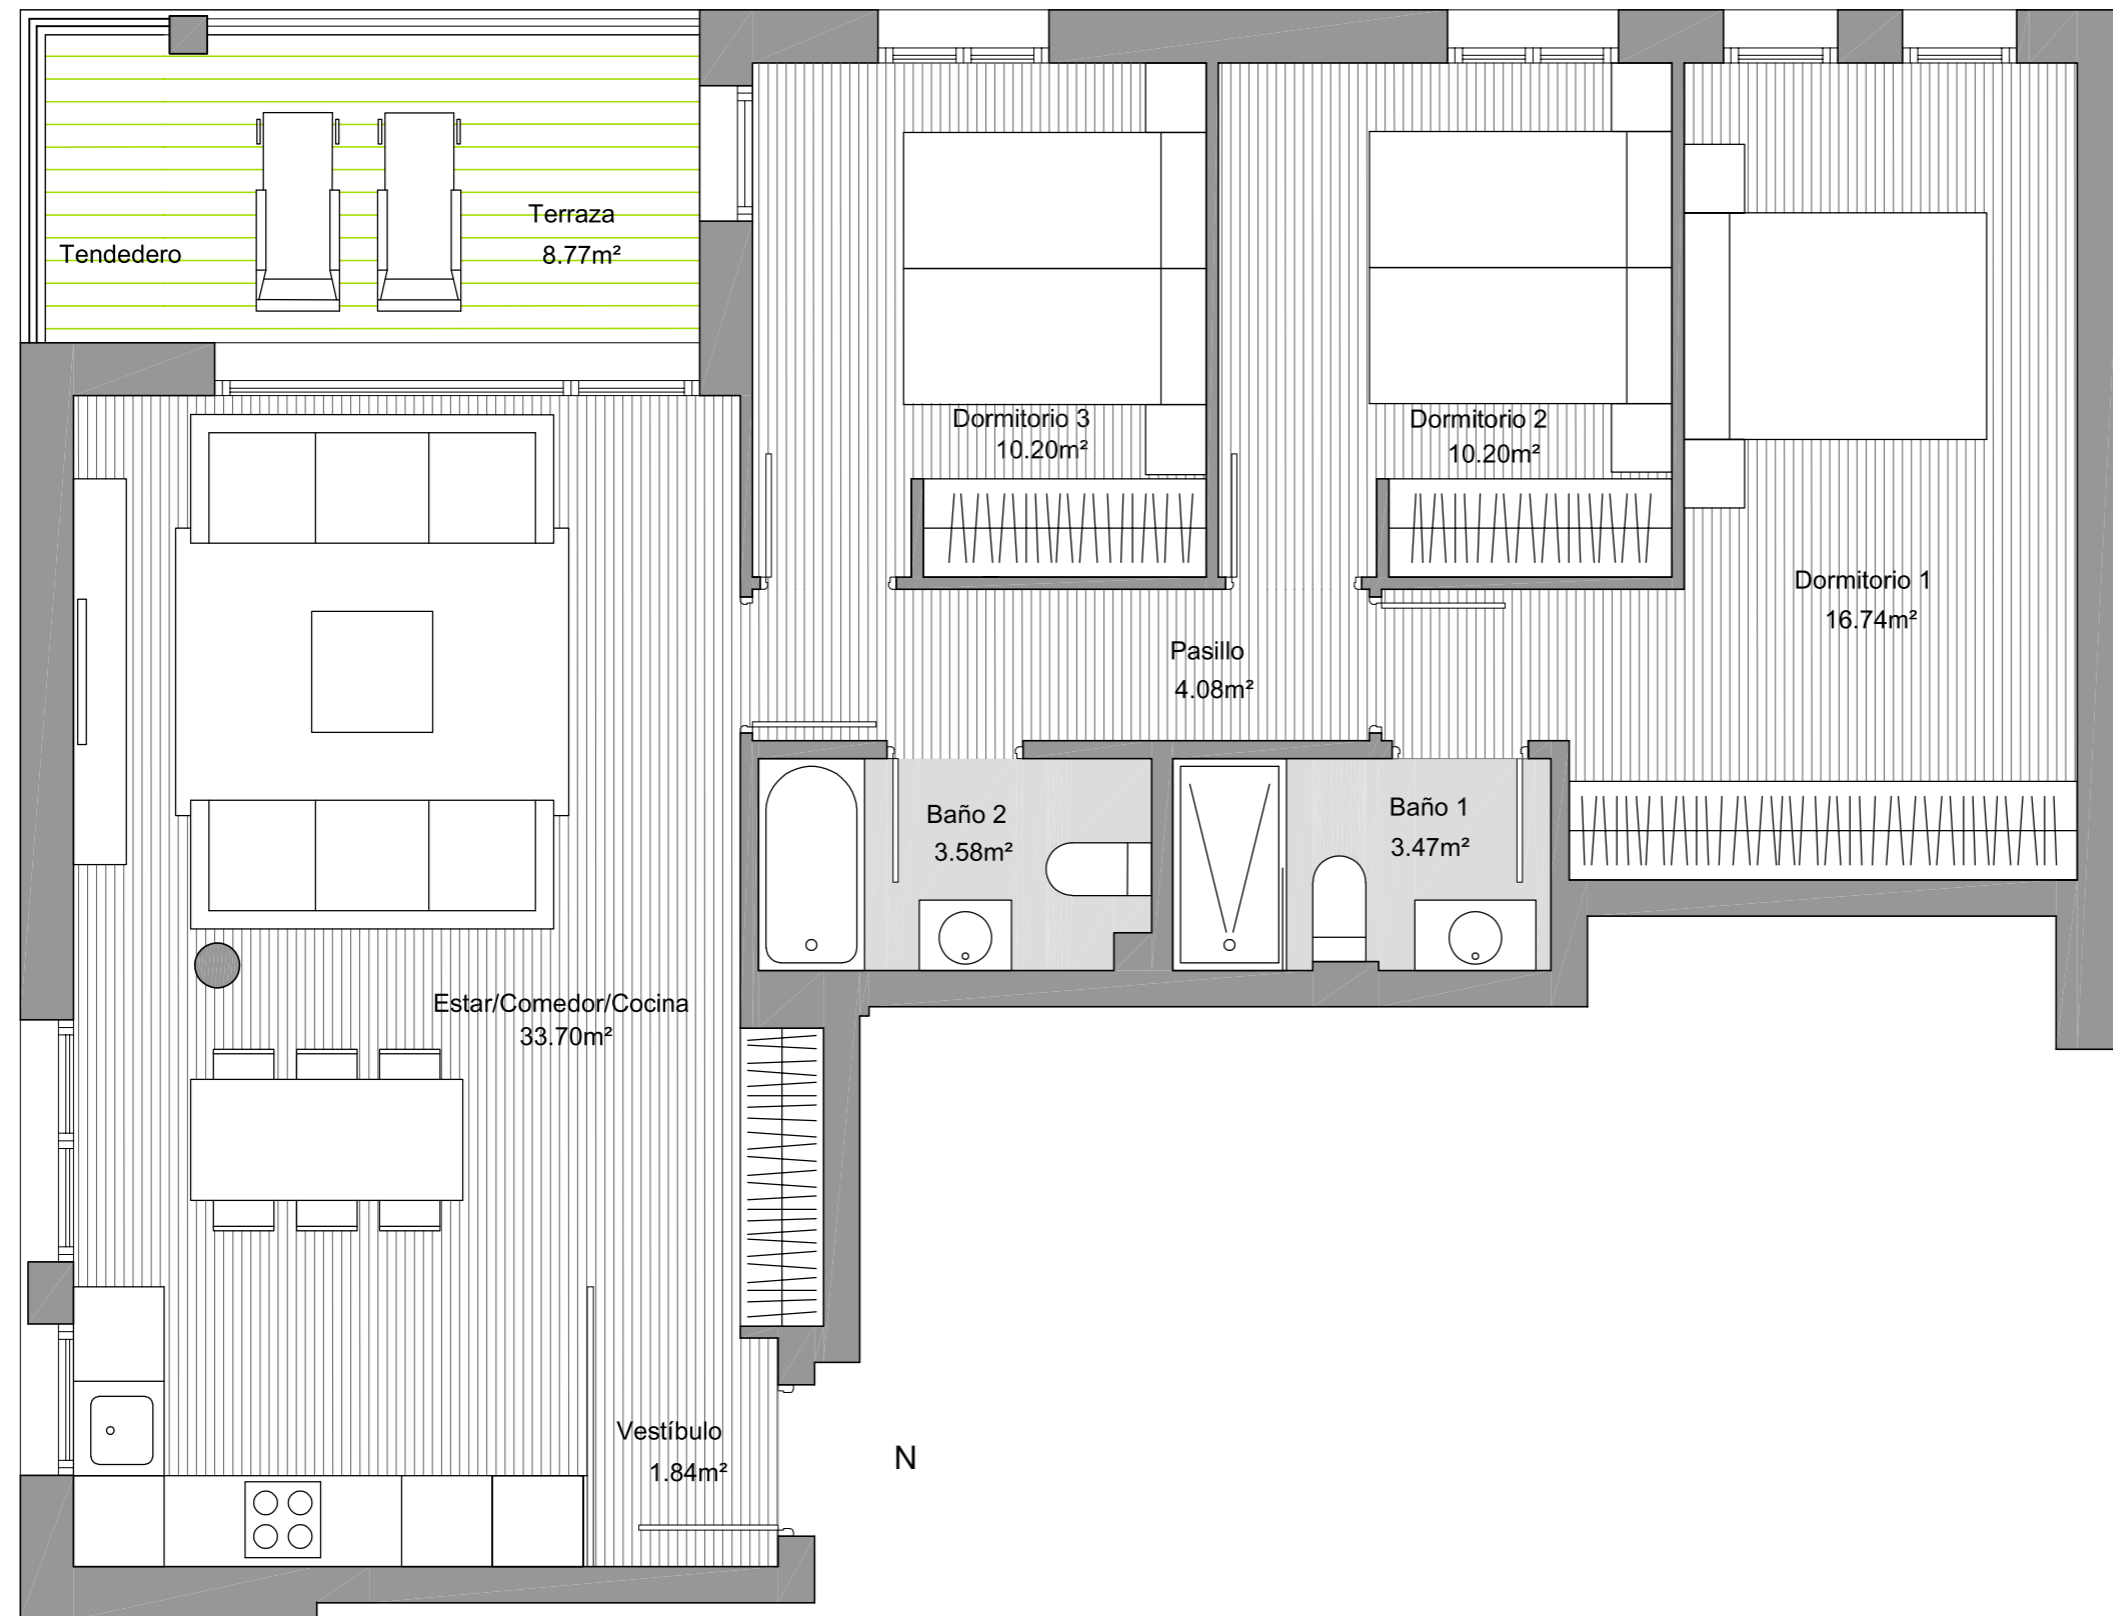 Terraza
8.77m²
Tendedero
Dormitorio 3
10.20m²
Dormitorio 2
10.20m²
Dormitorio 1
16.74m²
Pasillo
4.08m²
Baño 2
3.58m²
Baño 1
3.47m²
Estar/Comedor/Cocina
33.70m²
Vestíbulo
1.84m²
N